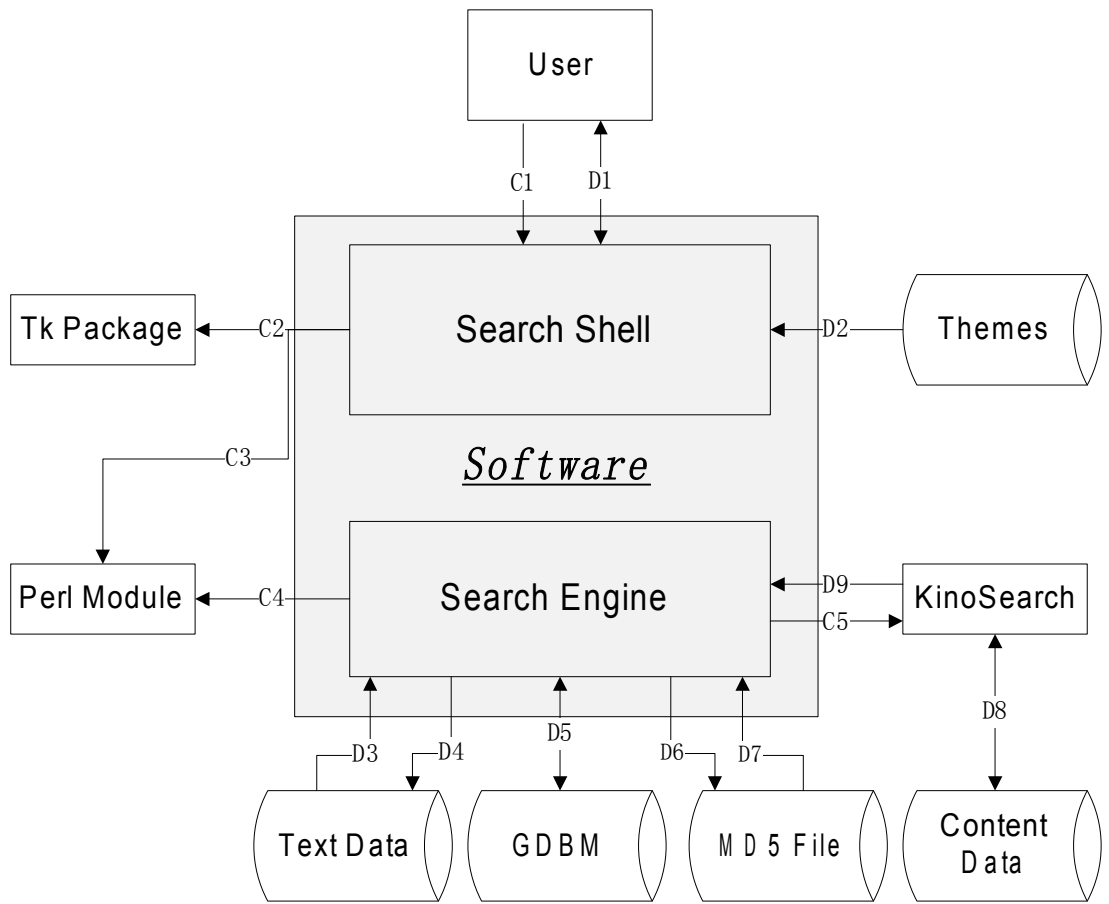 User
C1
D1
Tk Package
C2
Search Shell
D2
Themes
C3
Software
Perl Module
C4
Search Engine
D9
C5
KinoSearch
D3
D4
D5
D6
D7
D8
Text Data
GDBM
MD5 File
Content
Data